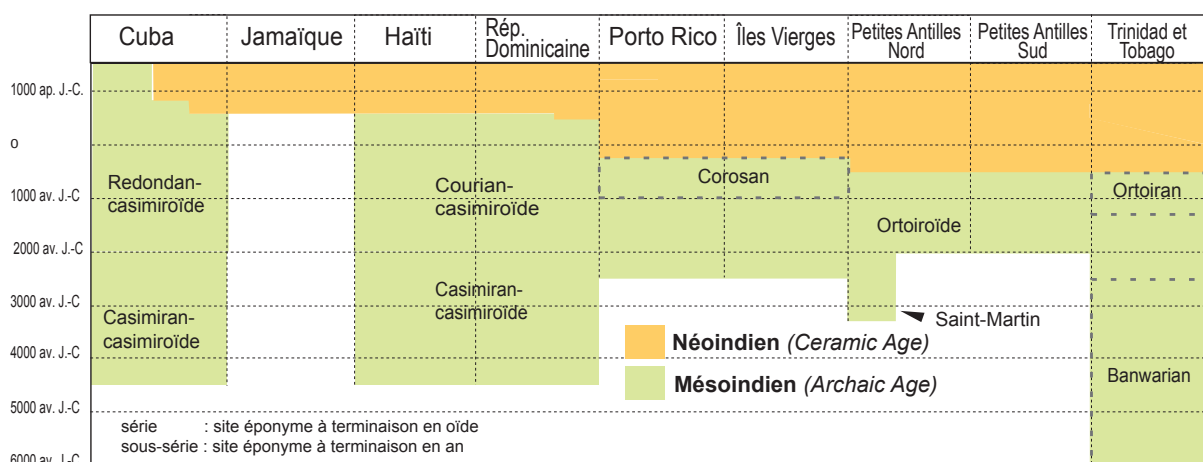 Cuba
Jamaïque
Haïti
Rép.
Dominicaine
Porto Rico
Îles Vierges
Petites Antilles
Nord
Petites Antilles
Sud
Trinidad et
Tobago
1000 ap. J.-C.
0
1000 av. J.-C
2000 av. J.-C
3000 av. J.-C
4000 av. J.-C
5000 av. J.-C
6000 av. J.-C
Redondan-
casimiroïde
Casimiran-
casimiroïde
Courian-
casimiroïde
Casimiran-
casimiroïde
Corosan
Ortoiroïde
Saint-Martin
Ortoiran
Banwarian
Néoindien (Ceramic Age)
Mésoindien (Archaic Age)
série : site éponyme à terminaison en oïde
sous-série : site éponyme à terminaison en an